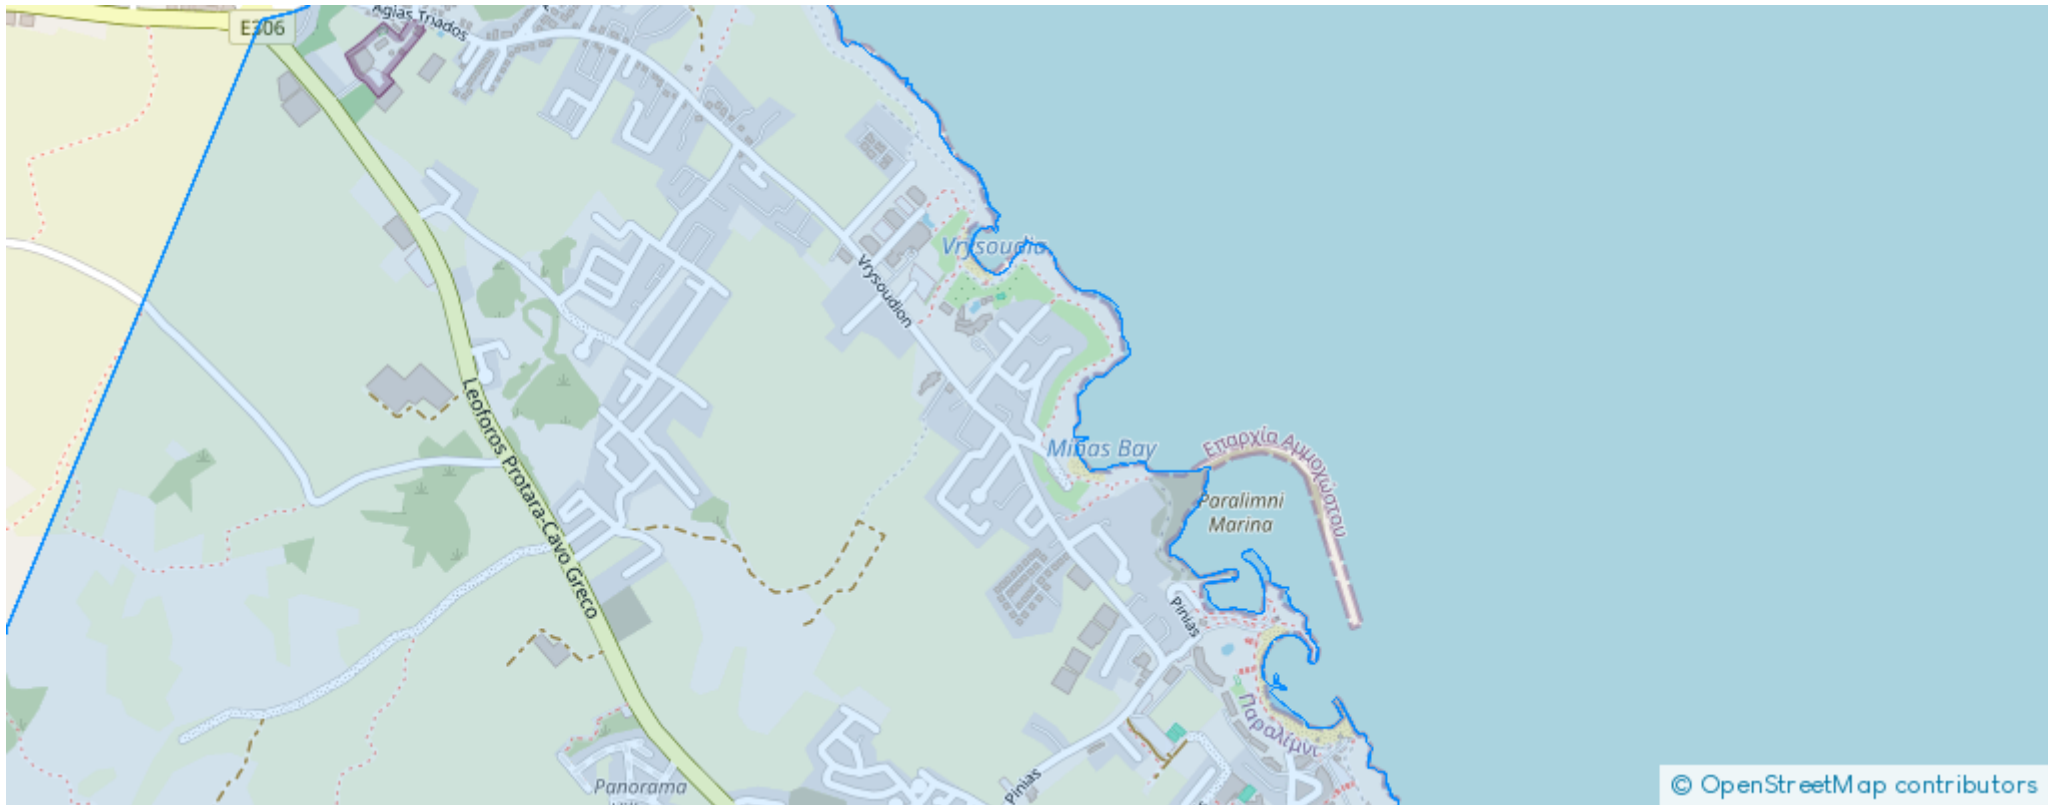 E306
Agias Triados
Vrysoudia
Vrysoudion
Leoforos Protara-Cavo Greco
Minas Bay
Επαρχία Αμμοχώστου
Paralimni
Marina
Pinias
Παραλίμνι
Pinias
Panorama
© OpenStreetMap contributors